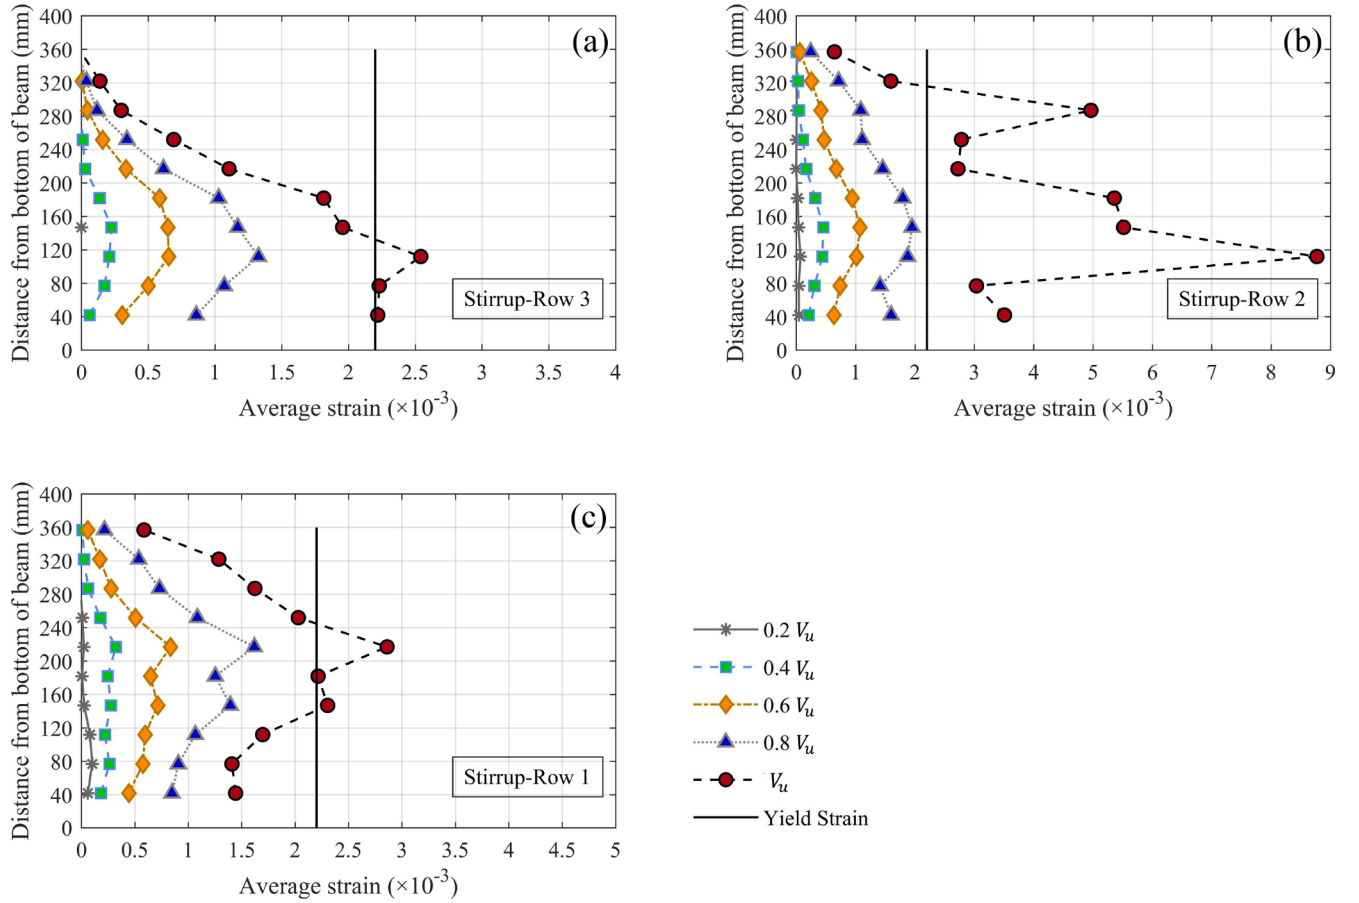 (a)
Distance from bottom of beam (mm)
400
360
320
280
240
200
160
120
80
40
0
Stirrup-Row 3
0 0.5 1 1.5 2 2.5 3 3.5 4
Average strain (×10-3)
(b)
Distance from bottom of beam (mm)
400
360
320
280
240
200
160
120
80
40
0
Stirrup-Row 2
0 1 2 3 4 5 6 7 8 9
Average strain (×10-3)
(c)
Distance from bottom of beam (mm)
400
360
320
280
240
200
160
120
80
40
0
Stirrup-Row 1
0 0.5 1 1.5 2 2.5 3 3.5 4 4.5 5
Average strain (×10-3)
0.2 Vu
0.4 Vu
0.6 Vu
0.8 Vu
Vu
Yield Strain